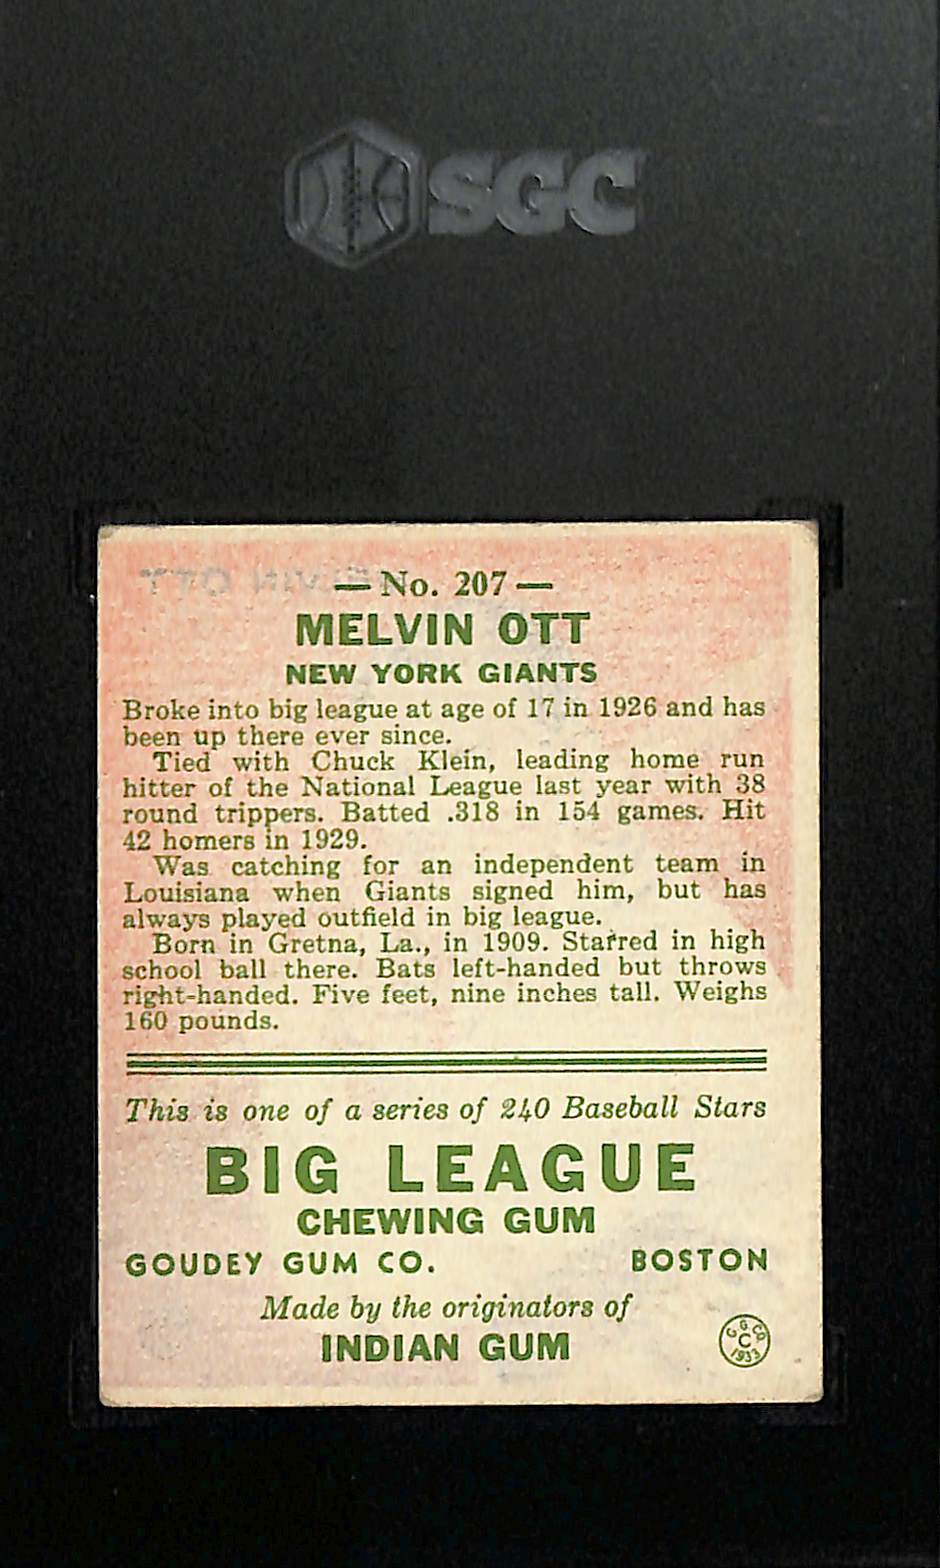 SGC
— No. 207 —
MELVIN OTT
NEW YORK GIANTS
Broke into big league at age of 17 in 1926 and has
been up there ever since.
Tied with Chuck Klein, leading home run
hitter of the National League last year with 38
round trippers. Batted .318 in 154 games. Hit
42 homers in 1929.
Was catching for an independent team in
Louisiana when Giants signed him, but has
always played outfield in big league.
Born in Gretna, La., in 1909. Starred in high
school ball there. Bats left-handed but throws
right-handed. Five feet, nine inches tall. Weighs
160 pounds.
This is one of a series of 240 Baseball Stars
BIG LEAGUE
CHEWING GUM
GOUDEY GUM CO. BOSTON
Made by the originators of
INDIAN GUM
G. G. CO.
C
1933